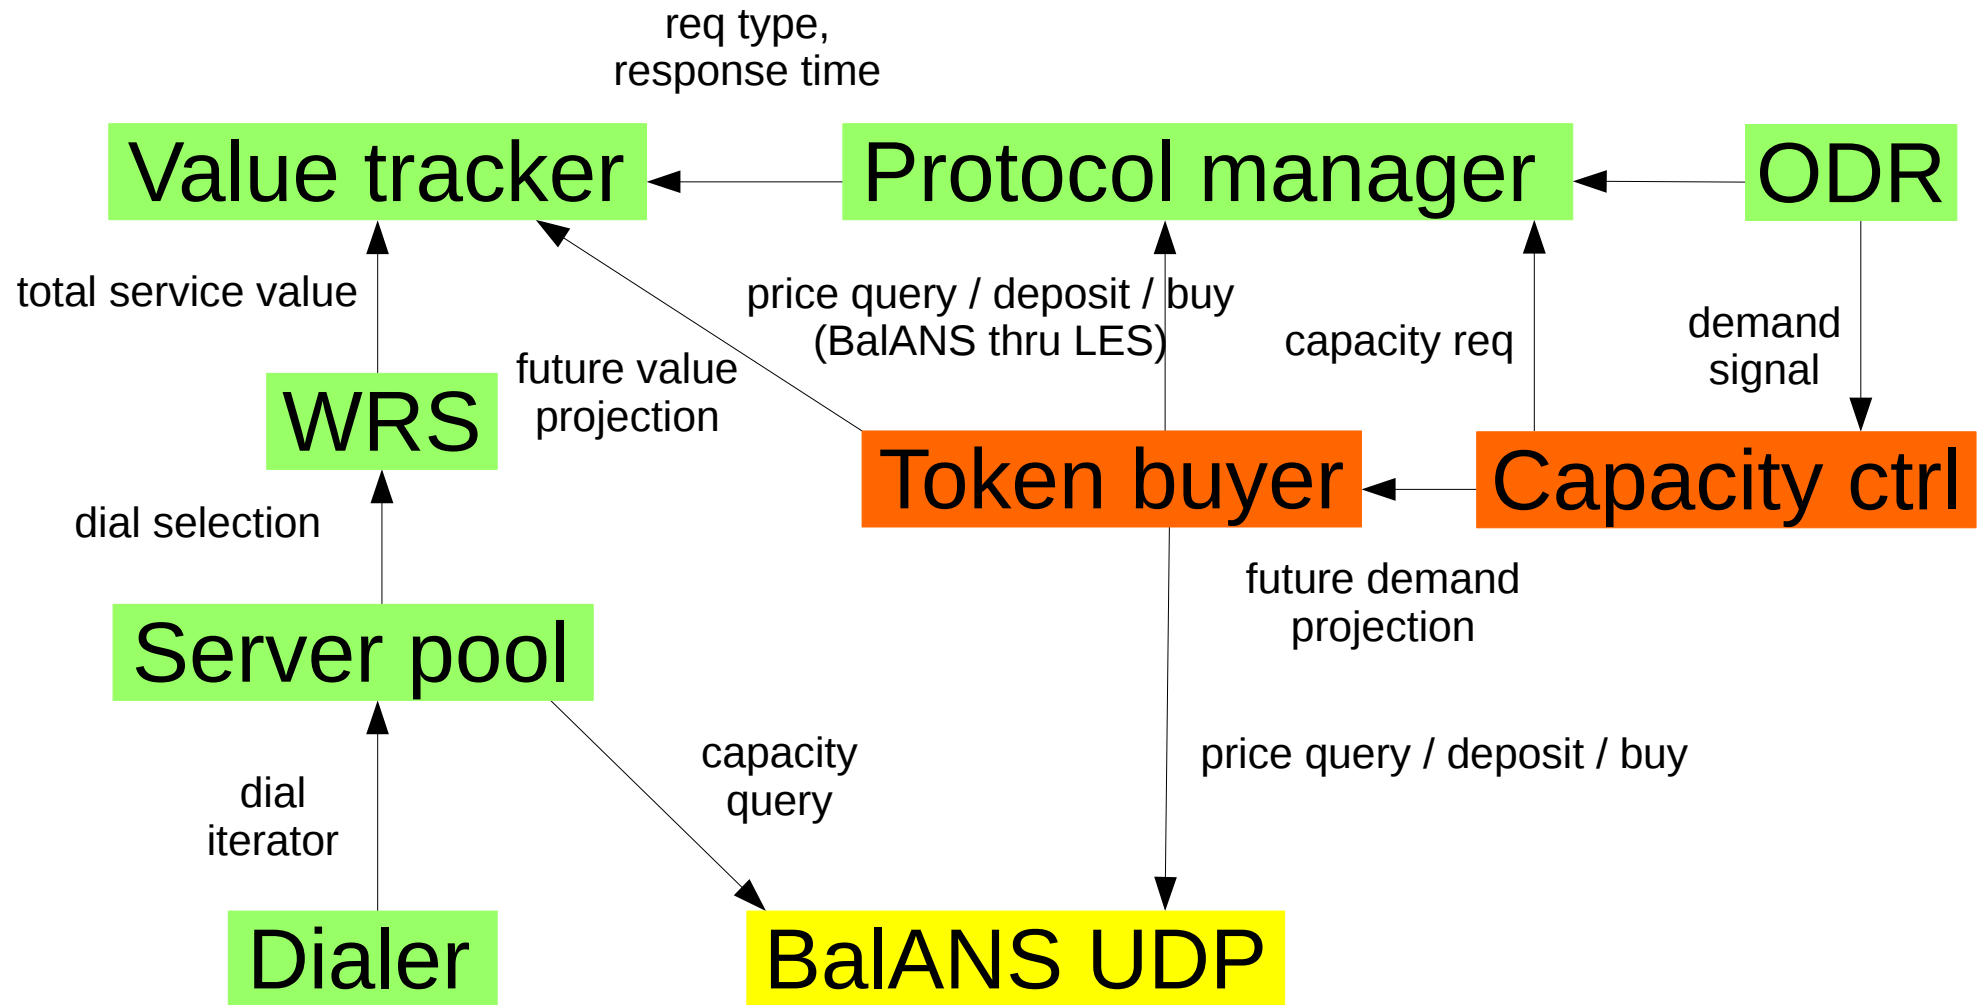 req type,
response time
Value tracker
Protocol manager
ODR
total service value
price query / deposit / buy
(BalANS thru LES)
capacity req
demand
signal
future value
projection
WRS
Token buyer
Capacity ctrl
dial selection
future demand
projection
Server pool
capacity
query
price query / deposit / buy
dial
iterator
Dialer
BalANS UDP